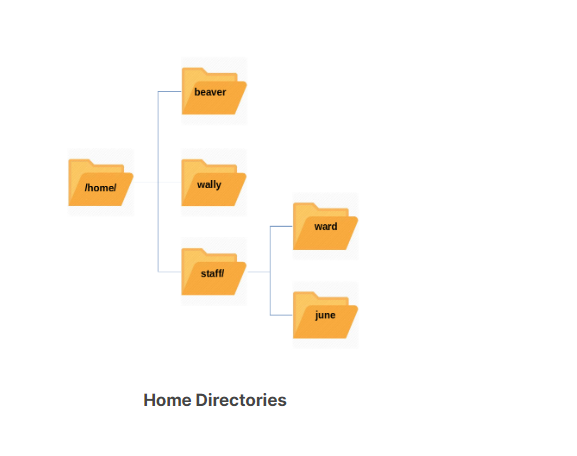 beaver
/home/
wally
staff/
ward
june
Home Directories